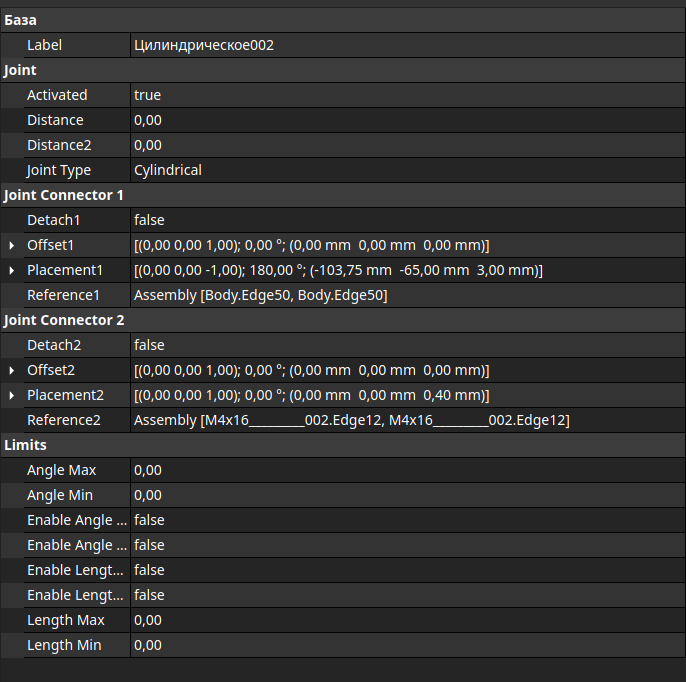 База
Label Цилиндрическое002
Joint
Activated true
Distance 0,00
Distance2 0,00
Joint Type Cylindrical
Joint Connector 1
Detach1 false
Offset1 [(0,00 0,00 1,00); 0,00 °; (0,00 mm 0,00 mm 0,00 mm)]
Placement1 [(0,00 0,00 -1,00); 180,00 °; (-103,75 mm -65,00 mm 3,00 mm)]
Reference1 Assembly [Body.Edge50, Body.Edge50]
Joint Connector 2
Detach2 false
Offset2 [(0,00 0,00 1,00); 0,00 °; (0,00 mm 0,00 mm 0,00 mm)]
Placement2 [(0,00 0,00 1,00); 0,00 °; (0,00 mm 0,00 mm 0,40 mm)]
Reference2 Assembly [M4x16_________002.Edge12, M4x16_________002.Edge12]
Limits
Angle Max 0,00
Angle Min 0,00
Enable Angle ... false
Enable Angle ... false
Enable Lengt... false
Enable Lengt... false
Length Max 0,00
Length Min 0,00